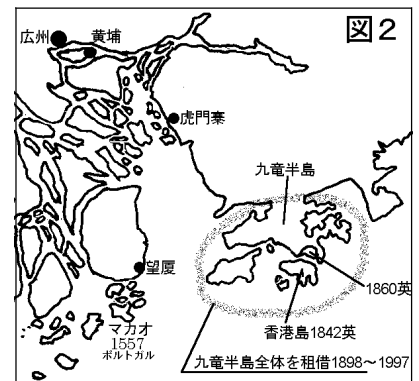 図2
広州
黄埔
虎門寨
九竜半島
望厦
1860英
マカオ
1557
ポルトガル
香港島1842英
九竜半島全体を租借1898～1997